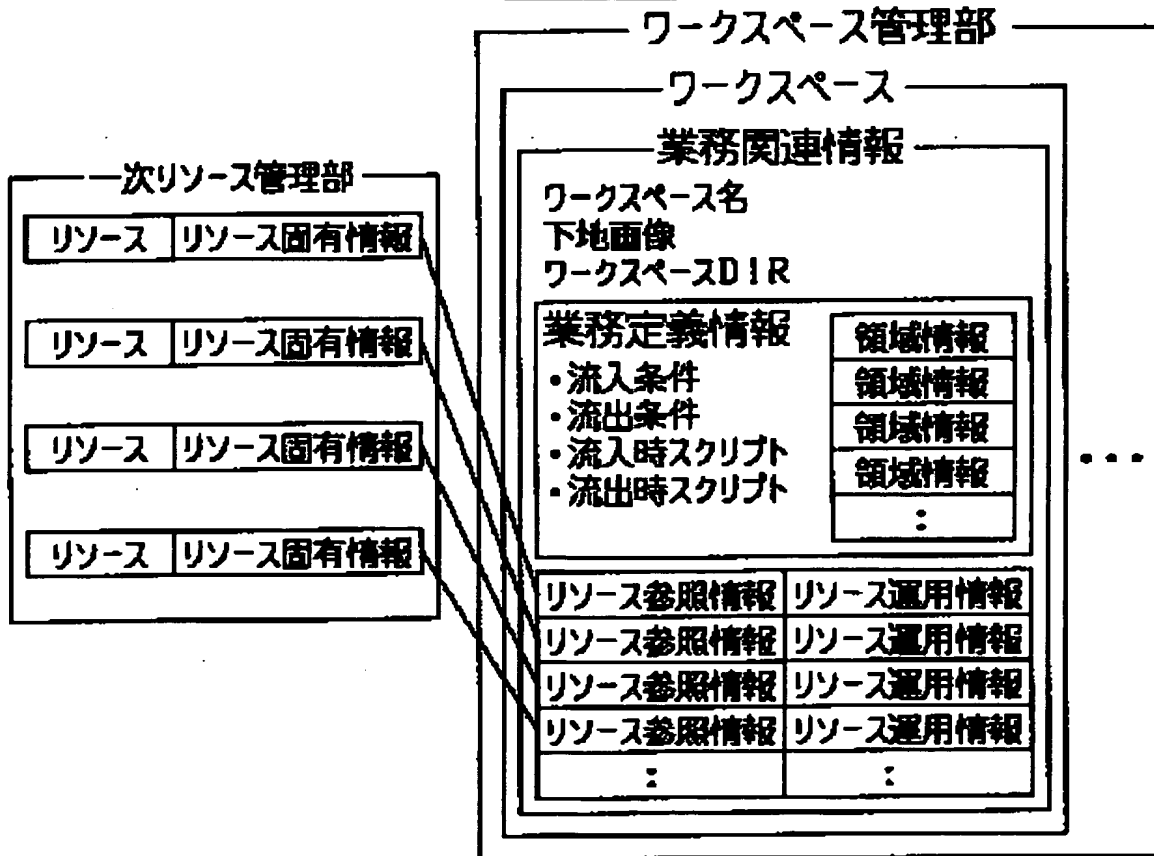 ワークスペース管理部
ワークスペース
業務関連情報
ワークスペース名
下地画像
ワークスペースDIR
業務定義情報
・流入条件
・流出条件
・流入時スクリプト
・流出時スクリプト
領域情報
領域情報
領域情報
領域情報
:
リソース参照情報 リソース運用情報
リソース参照情報 リソース運用情報
リソース参照情報 リソース運用情報
リソース参照情報 リソース運用情報
: :
・・・
次リソース管理部
リソース リソース固有情報
リソース リソース固有情報
リソース リソース固有情報
リソース リソース固有情報